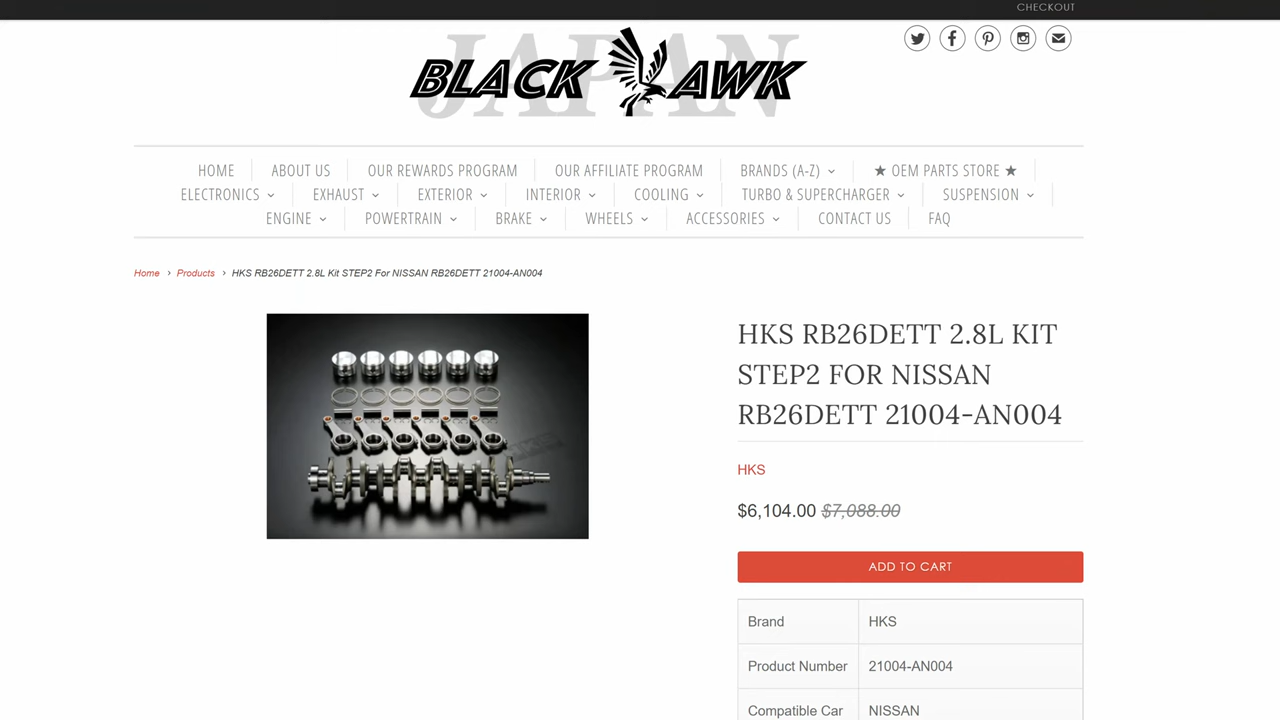 CHECKOUT
JAPAN
BLACK AWK
HOME
ABOUT US
OUR REWARDS PROGRAM
OUR AFFILIATE PROGRAM
BRANDS (A-Z)
★ OEM PARTS STORE ★
ELECTRONICS
EXHAUST
EXTERIOR
INTERIOR
COOLING
TURBO & SUPERCHARGER
SUSPENSION
ENGINE
POWERTRAIN
BRAKE
WHEELS
ACCESSORIES
CONTACT US
FAQ
Home › Products › HKS RB26DETT 2.8L Kit STEP2 For NISSAN RB26DETT 21004-AN004
HKS RB26DETT 2.8L KIT
STEP2 FOR NISSAN
RB26DETT 21004-AN004
HKS
$6,104.00 $7,088.00
ADD TO CART
Brand HKS
Product Number 21004-AN004
Compatible Car NISSAN